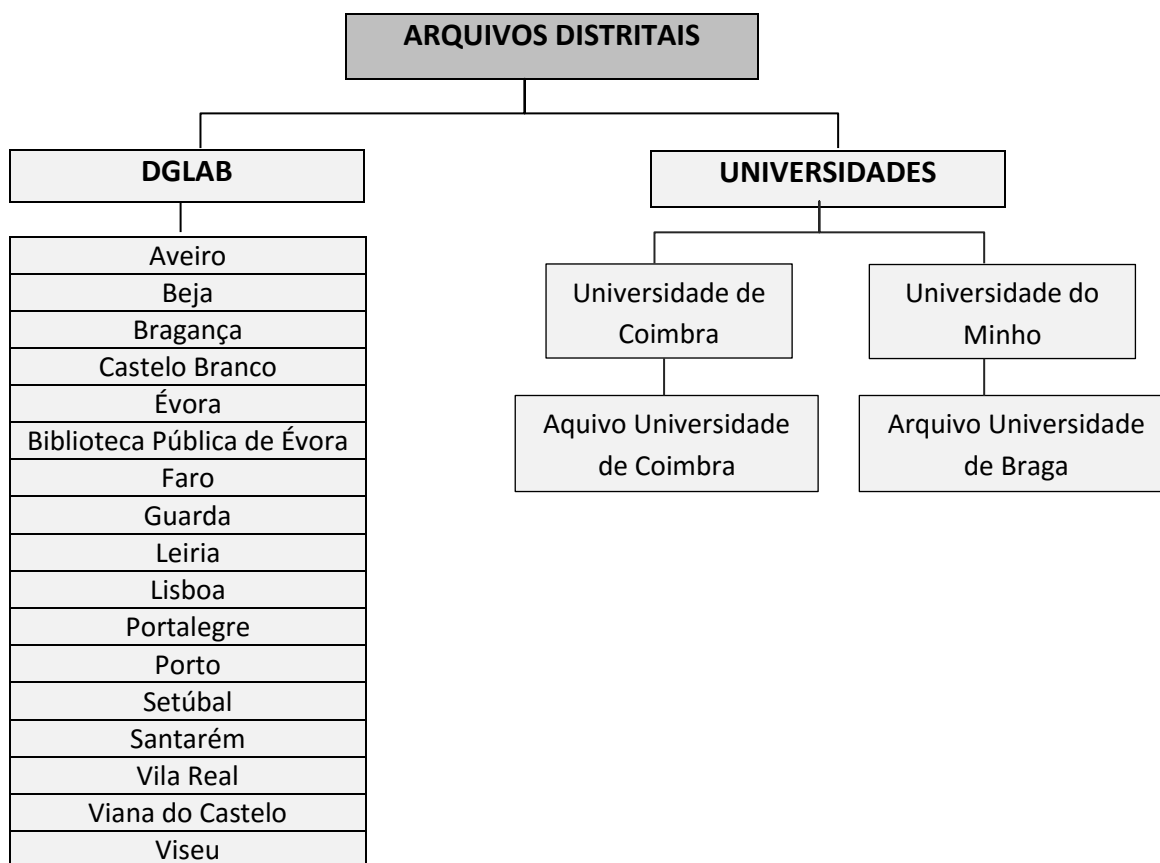 ARQUIVOS DISTRITAIS
DGLAB
Aveiro
Beja
Bragança
Castelo Branco
Évora
Biblioteca Pública de Évora
Faro
Guarda
Leiria
Lisboa
Portalegre
Porto
Setúbal
Santarém
Vila Real
Viana do Castelo
Viseu
UNIVERSIDADES
Universidade de
Coimbra
Aquivo Universidade
de Coimbra
Universidade do
Minho
Arquivo Universidade
de Braga